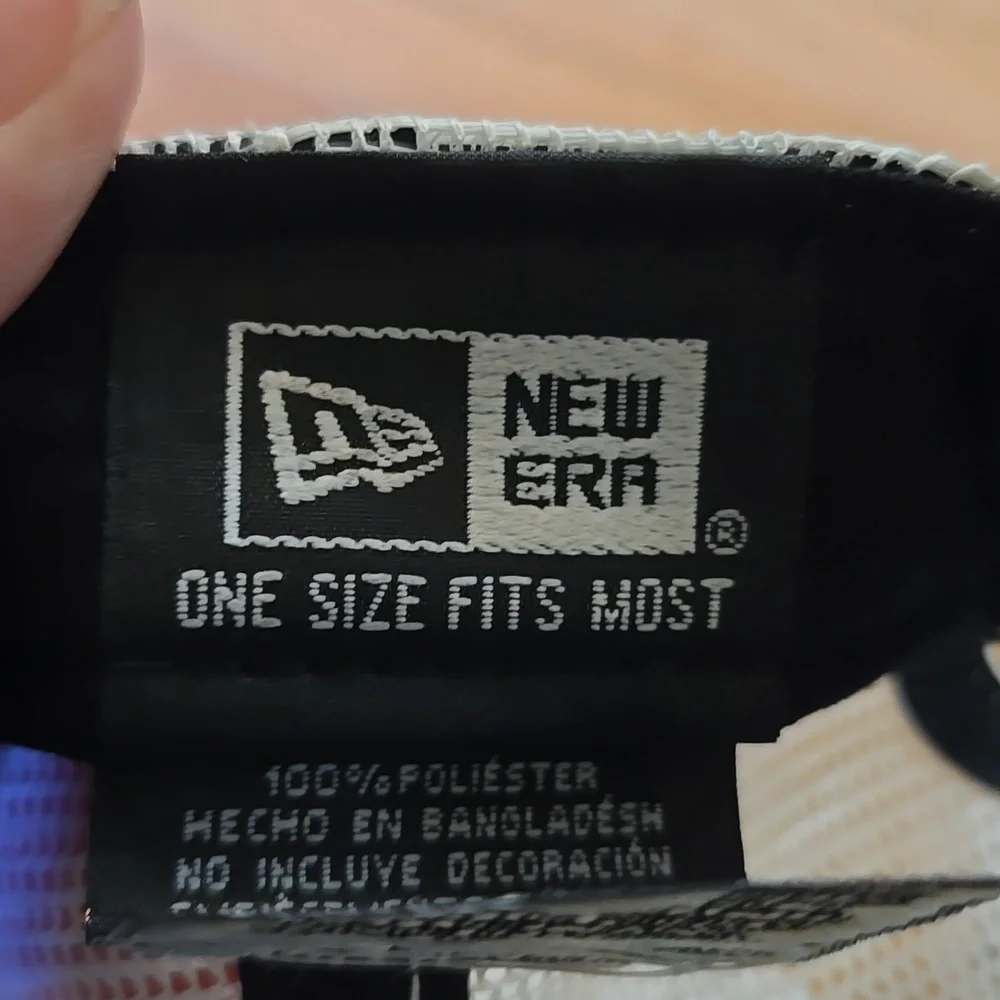 NEW
ERA
®
ONE SIZE FITS MOST
100% POLIÉSTER
HECHO EN BANGLADÉSH
NO INCLUYE DECORACIÓN